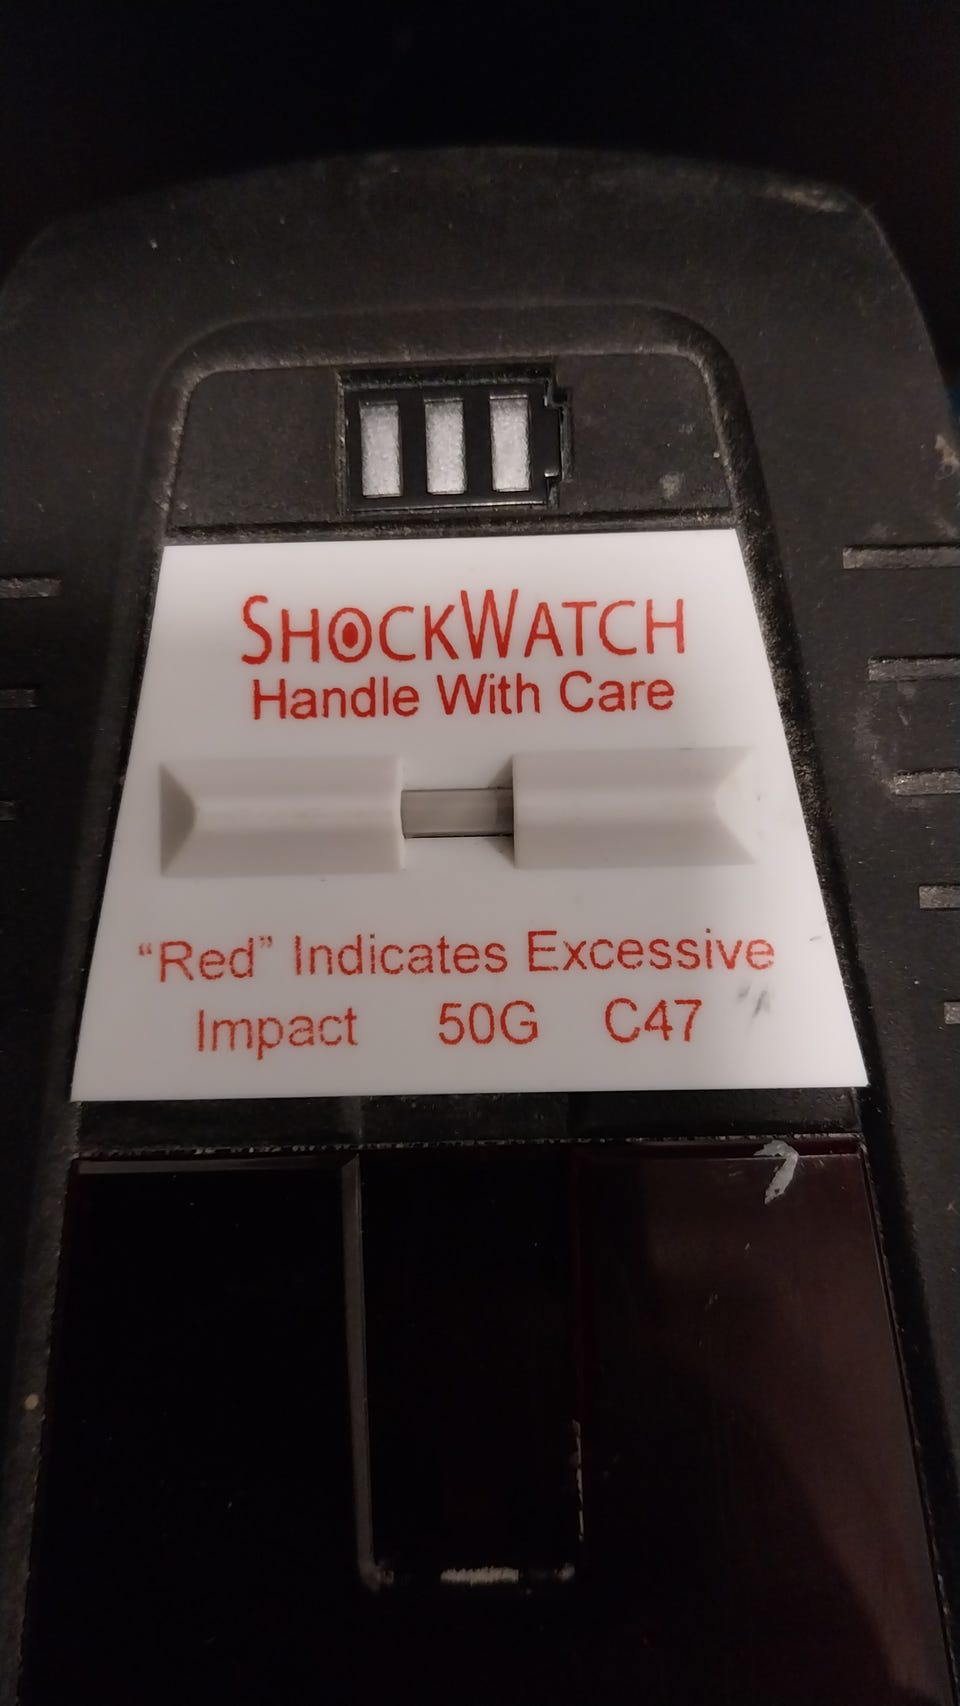 SHOCKWATCH
Handle With Care
“Red” Indicates Excessive
Impact 50G C47